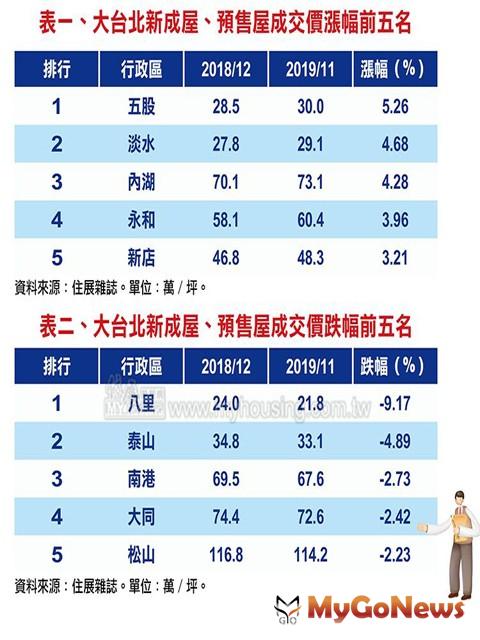 表一、大台北新成屋、預售屋成交價漲幅前五名
排行 行政區 2018/12 2019/11 漲幅(%)
1 五股 28.5 30.0 5.26
2 淡水 27.8 29.1 4.68
3 內湖 70.1 73.1 4.28
4 永和 58.1 60.4 3.96
5 新店 46.8 48.3 3.21
資料來源：住展雜誌。單位：萬／坪。
表二、大台北新成屋、預售屋成交價跌幅前五名
排行 行政區 2018/12 2019/11 跌幅(%)
1 八里 24.0 21.8 -9.17
www.myhousing.com.tw
2 泰山 34.8 33.1 -4.89
3 南港 69.5 67.6 -2.73
4 大同 74.4 72.6 -2.42
5 松山 116.8 114.2 -2.23
資料來源：住展雜誌。單位：萬／坪。
GO MyGoNews